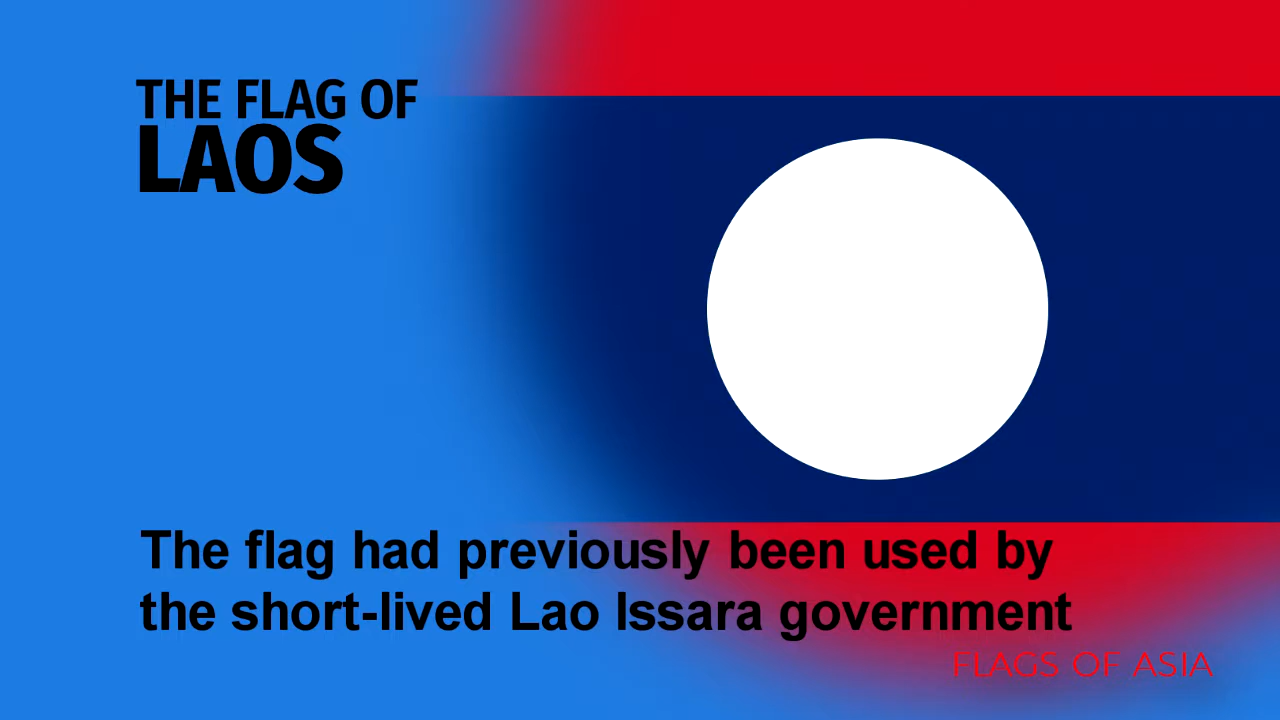 THE FLAG OF
LAOS
The flag had previously been used by
the short-lived Lao Issara government
FLAGS OF ASIA